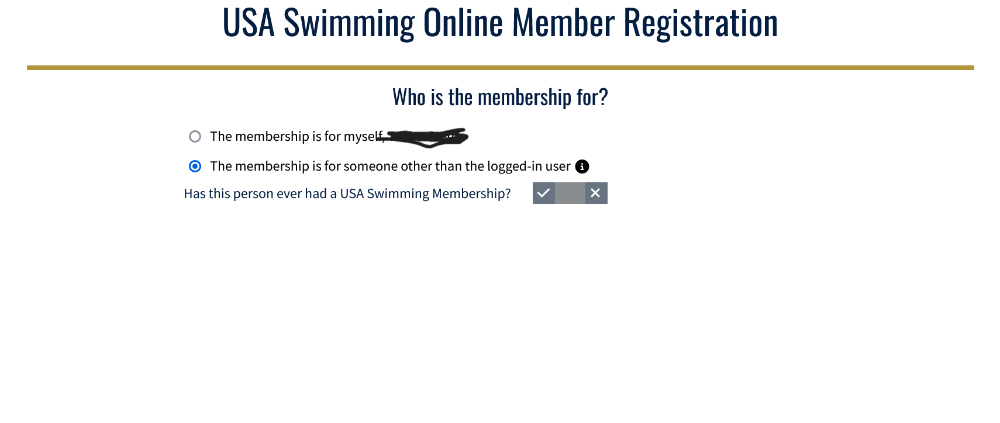 USA Swimming Online Member Registration
Who is the membership for?
The membership is for myself,
The membership is for someone other than the logged-in user
Has this person ever had a USA Swimming Membership?